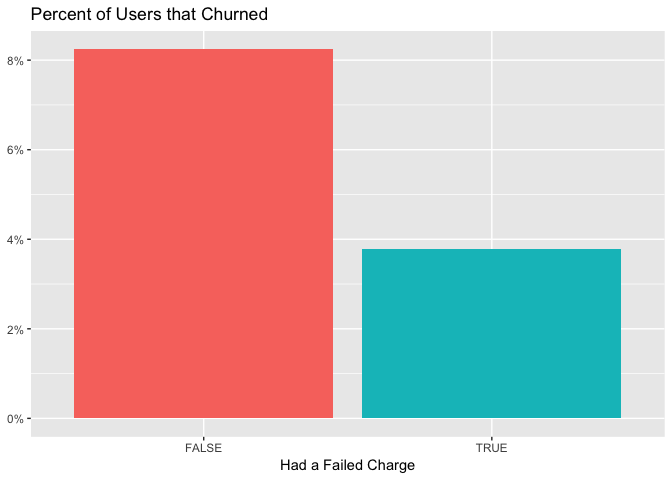 Percent of Users that Churned
8%
6%
4%
2%
0%
FALSE TRUE
Had a Failed Charge